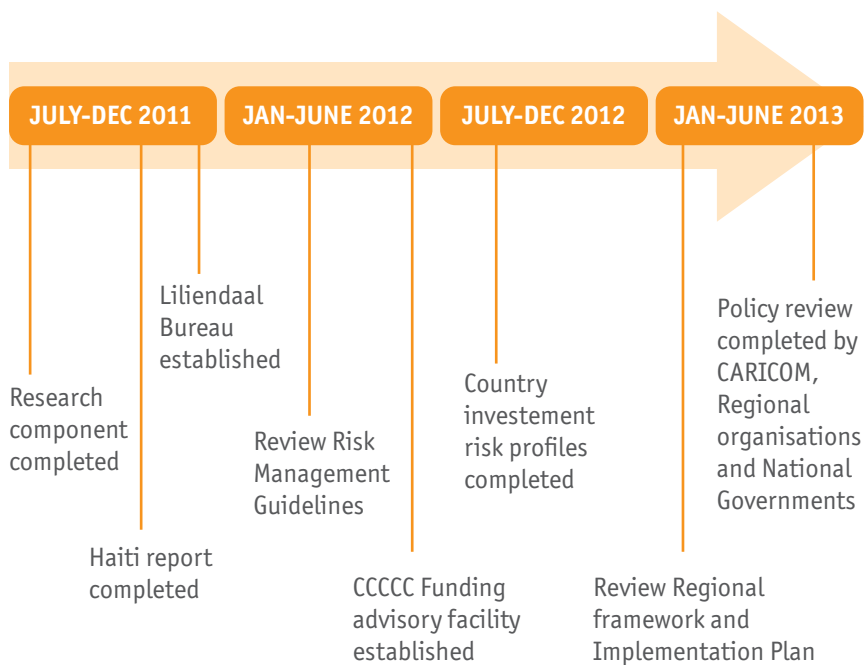 JULY-DEC 2011
JAN-JUNE 2012
JULY-DEC 2012
JAN-JUNE 2013
Research
component
completed
Haiti report
completed
Liliendaal
Bureau
established
Review Risk
Management
Guidelines
CCCCC Funding
advisory facility
established
Country
investement
risk profiles
completed
Review Regional
framework and
Implementation Plan
Policy review
completed by
CARICOM,
Regional
organisations
and National
Governments